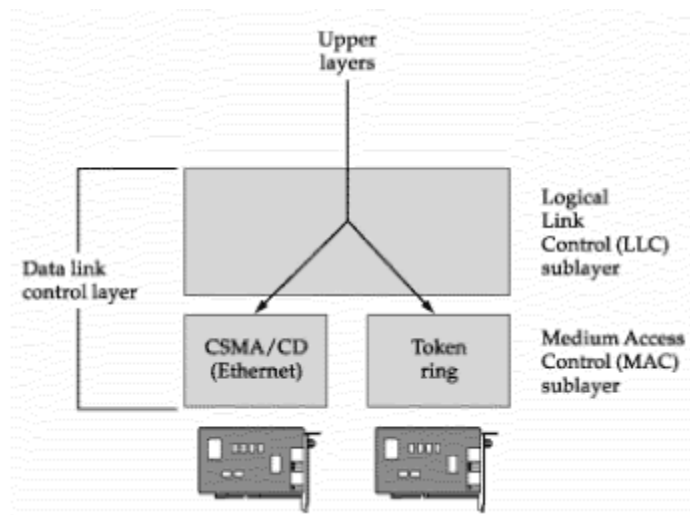 Upper
layers
Logical
Link
Control (LLC)
sublayer
Data link
control layer
CSMA/CD
(Ethernet)
Token
ring
Medium Access
Control (MAC)
sublayer